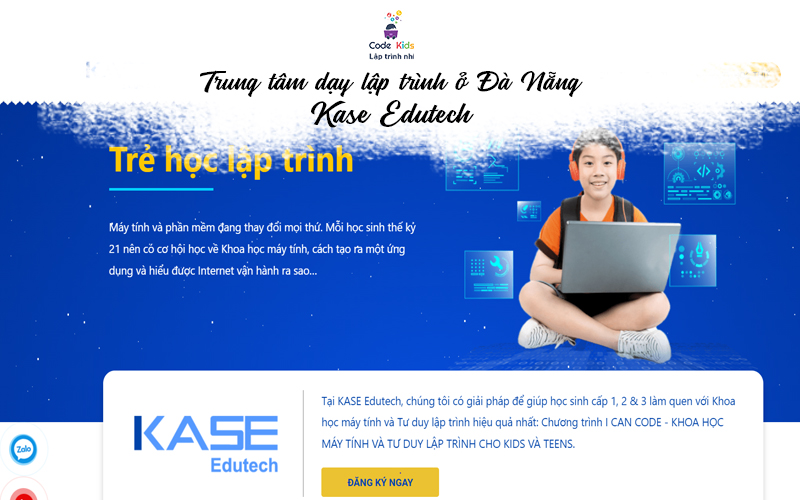 Code Kids
Lập trình nhí
Trung tâm dạy lập trình ở Đà Nẵng
Kase Edutech
Trẻ học lập trình
Máy tính và phần mềm đang thay đổi mọi thứ. Mỗi học sinh thế kỷ
21 nên có cơ hội học về Khoa học máy tính, cách tạo ra một ứng
dụng và hiểu được Internet vận hành ra sao...
KASE
Edutech
Tại KASE Edutech, chúng tôi có giải pháp để giúp học sinh cấp 1, 2 & 3 làm quen với Khoa
học máy tính và Tư duy lập trình hiệu quả nhất: Chương trình I CAN CODE - KHOA HỌC
MÁY TÍNH VÀ TƯ DUY LẬP TRÌNH CHO KIDS VÀ TEENS.
Zalo
ĐĂNG KÝ NGAY